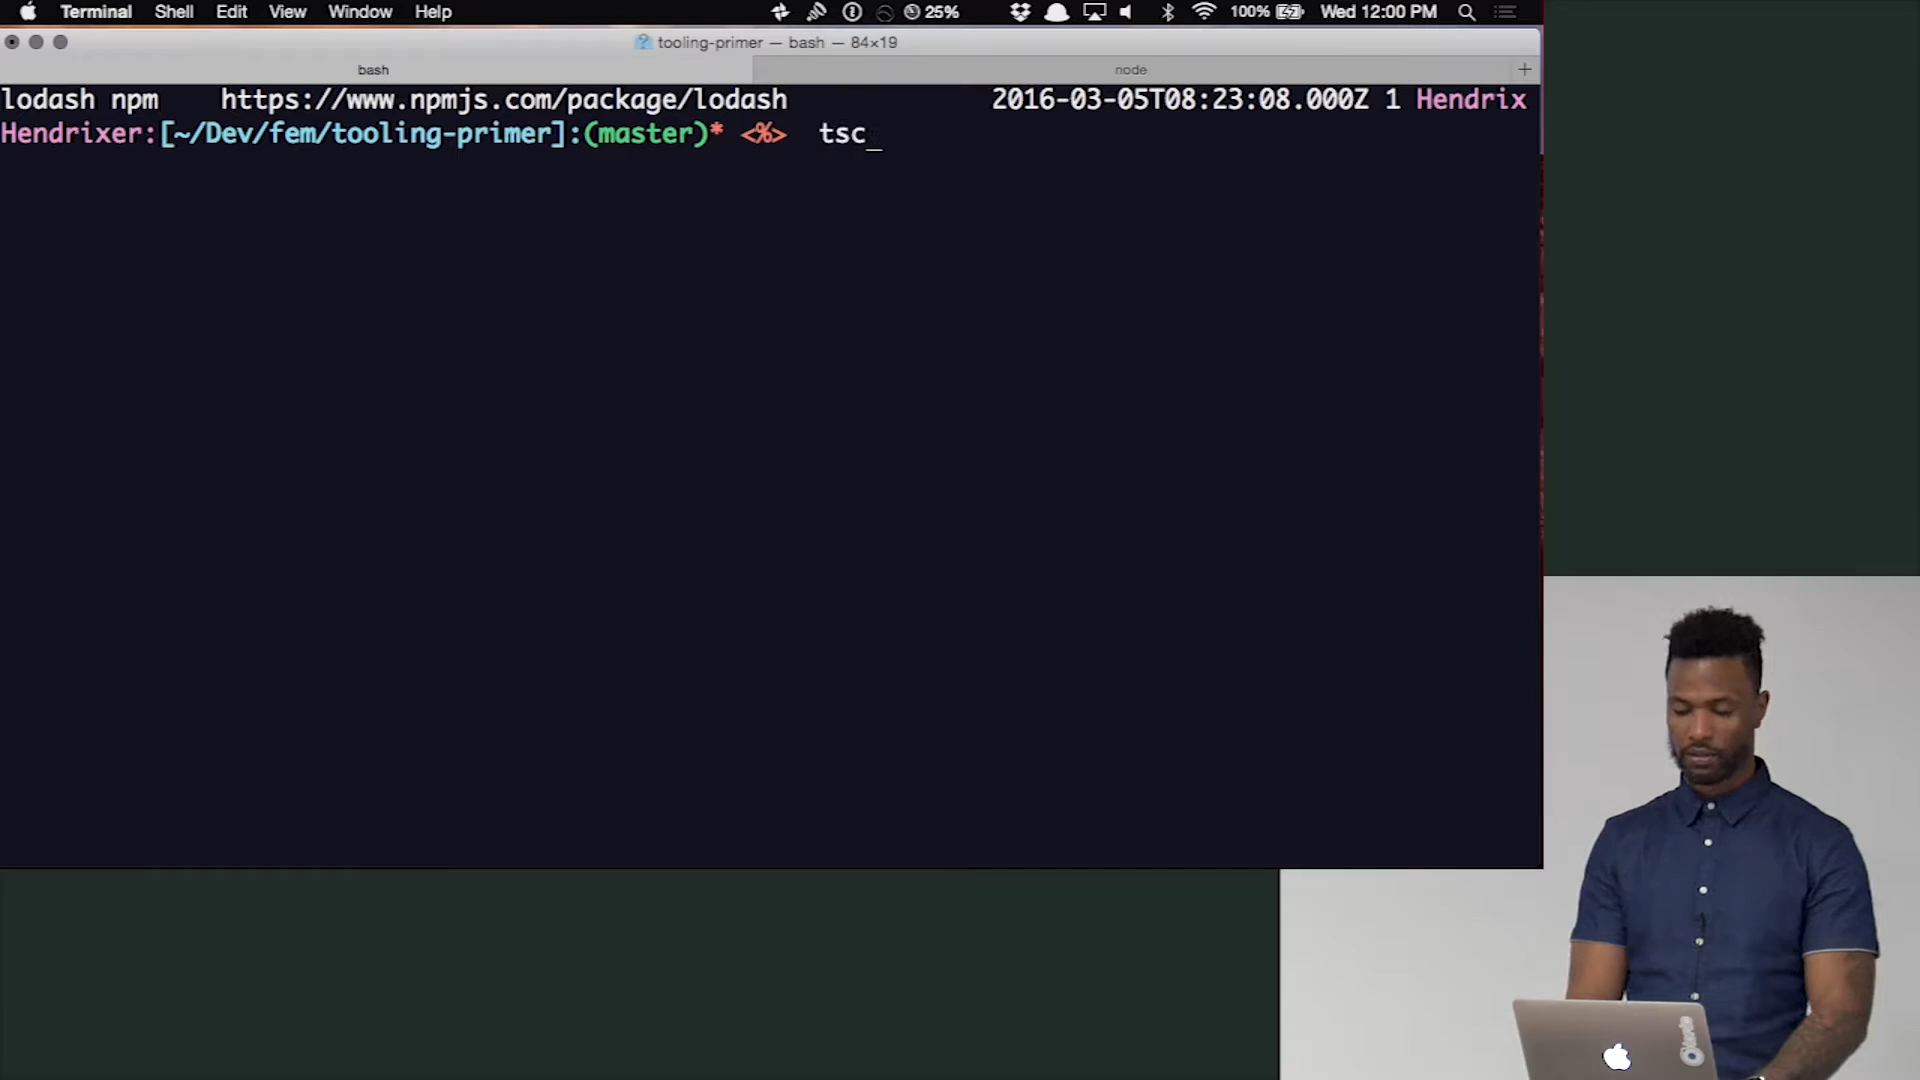 Terminal Shell Edit View Window Help 25% 100% Wed 12:00 PM
tooling-primer — bash — 84×19
bash node +
lodash npm https://www.npmjs.com/package/lodash 2016-03-05T08:23:08.000Z 1 Hendrix
Hendrixer:[~/Dev/fem/tooling-primer]:(master)* <%> tsc_